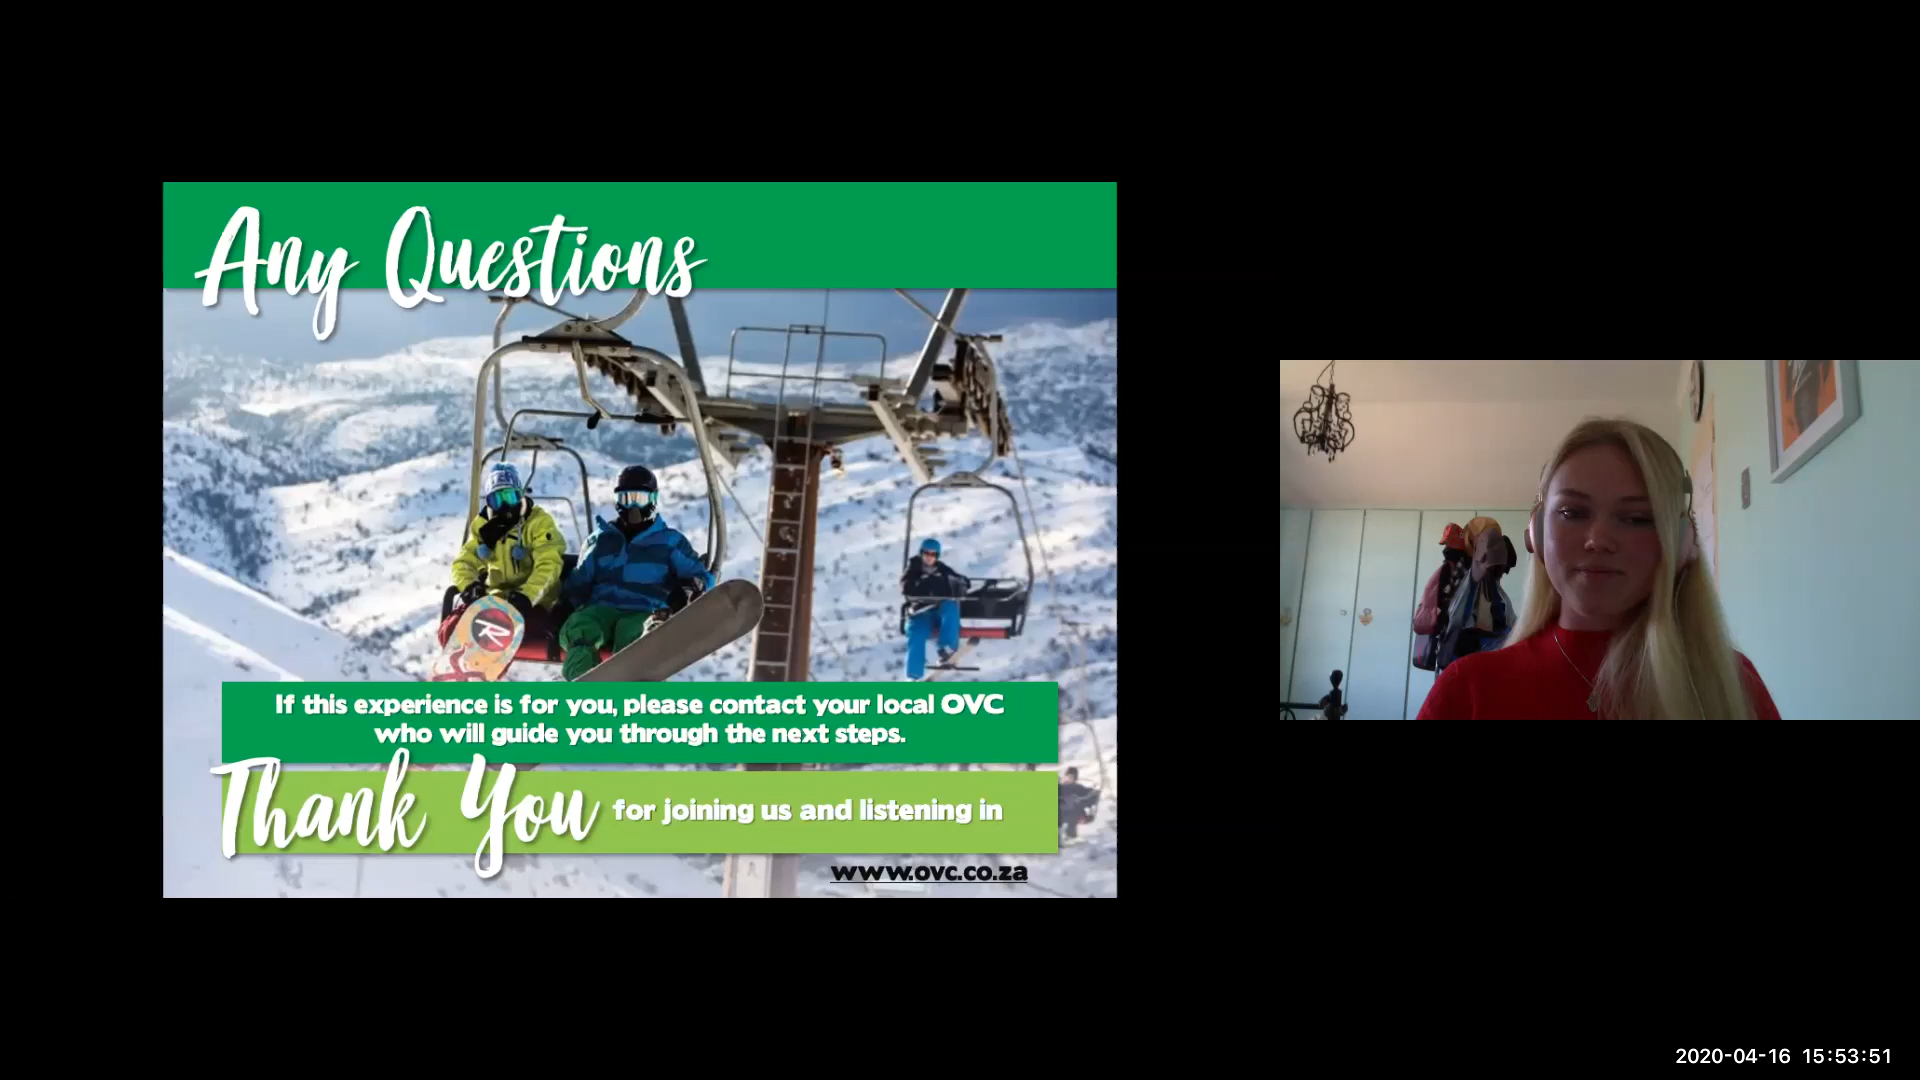 Any Questions
If this experience is for you, please contact your local OVC
who will guide you through the next steps.
Thank You for joining us and listening in
www.ovc.co.za
R
2020-04-16 15:53:51